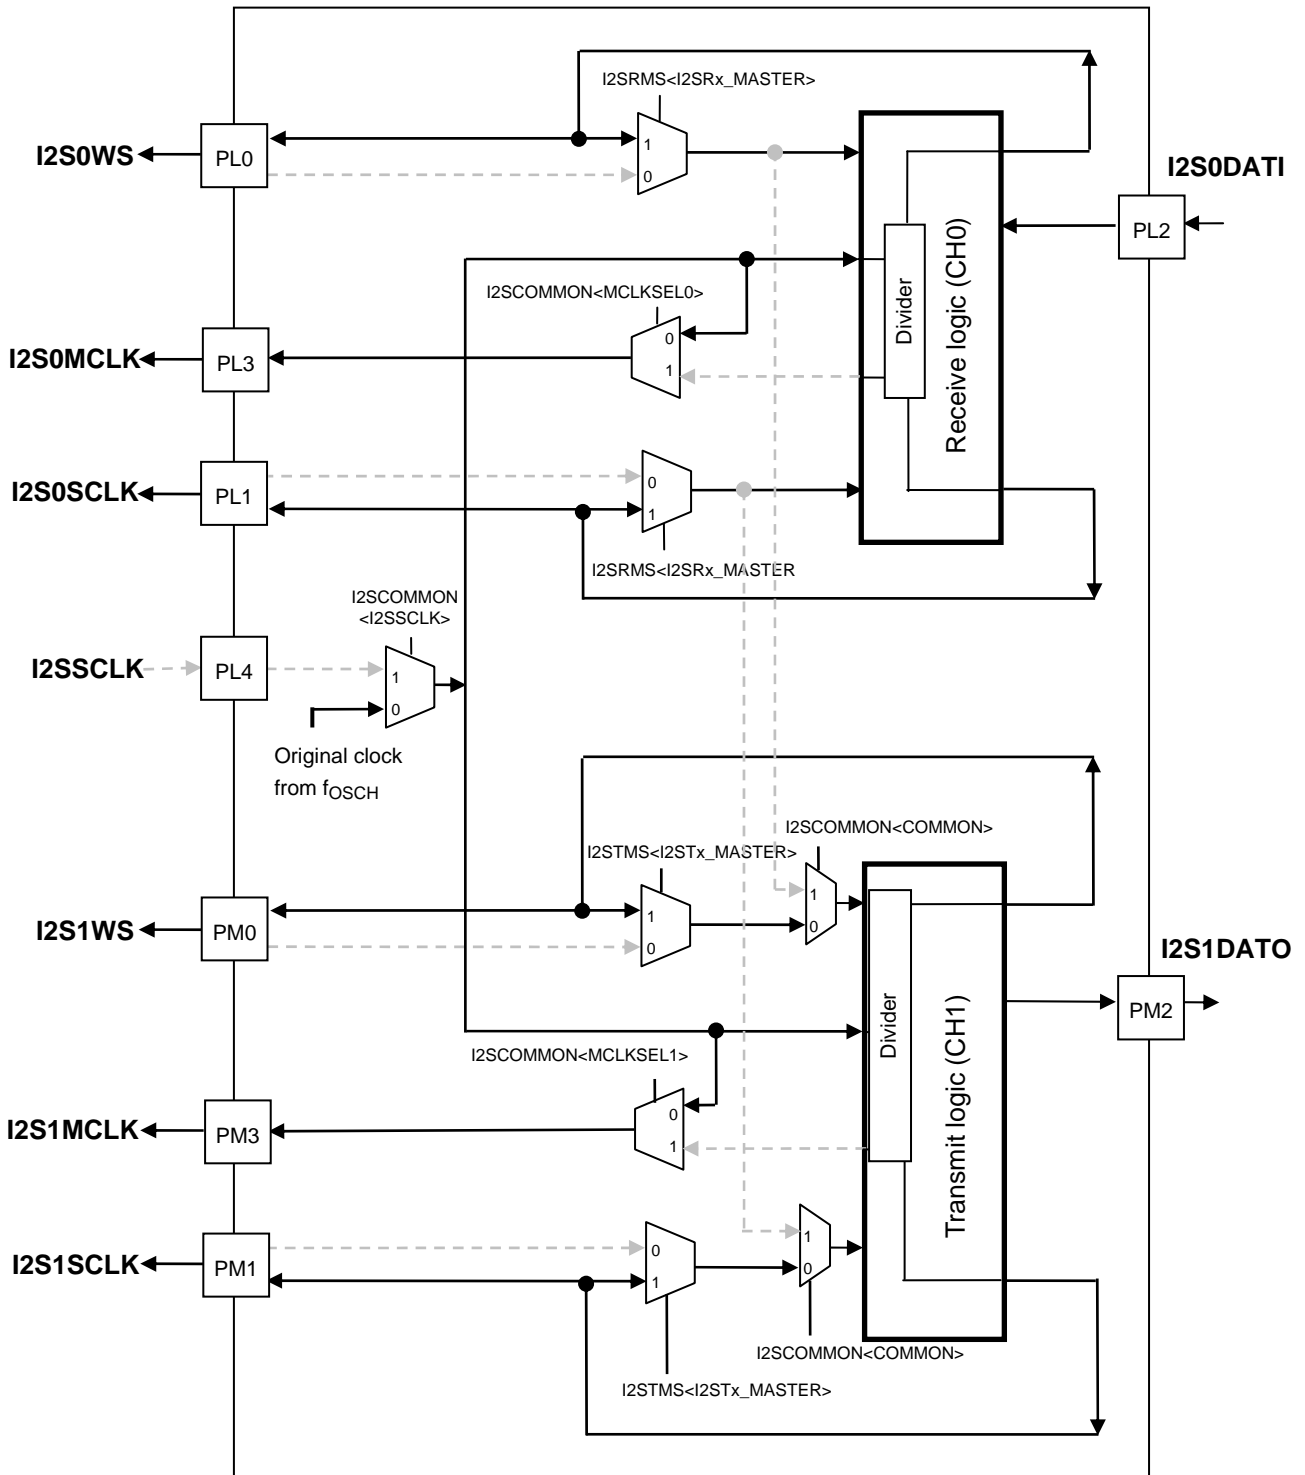 I2SRMS<I2SRx_MASTER>
I2S0WS
PL0
1
0
I2S0DATI
PL2
Receive logic (CH0)
Divider
I2SCOMMON<MCLKSEL0>
0
1
I2S0MCLK
PL3
I2S0SCLK
PL1
0
1
I2SRMS<I2SRx_MASTER
I2SCOMMON
<I2SSCLK>
I2SSCLK
PL4
1
0
Original clock
from fOSCH
I2SCOMMON<COMMON>
I2STMS<I2STx_MASTER>
1
0
I2S1WS
PM0
1
0
I2S1DATO
PM2
Divider
Transmit logic (CH1)
I2SCOMMON<MCLKSEL1>
0
1
I2S1MCLK
PM3
I2S1SCLK
PM1
0
1
1
0
I2SCOMMON<COMMON>
I2STMS<I2STx_MASTER>